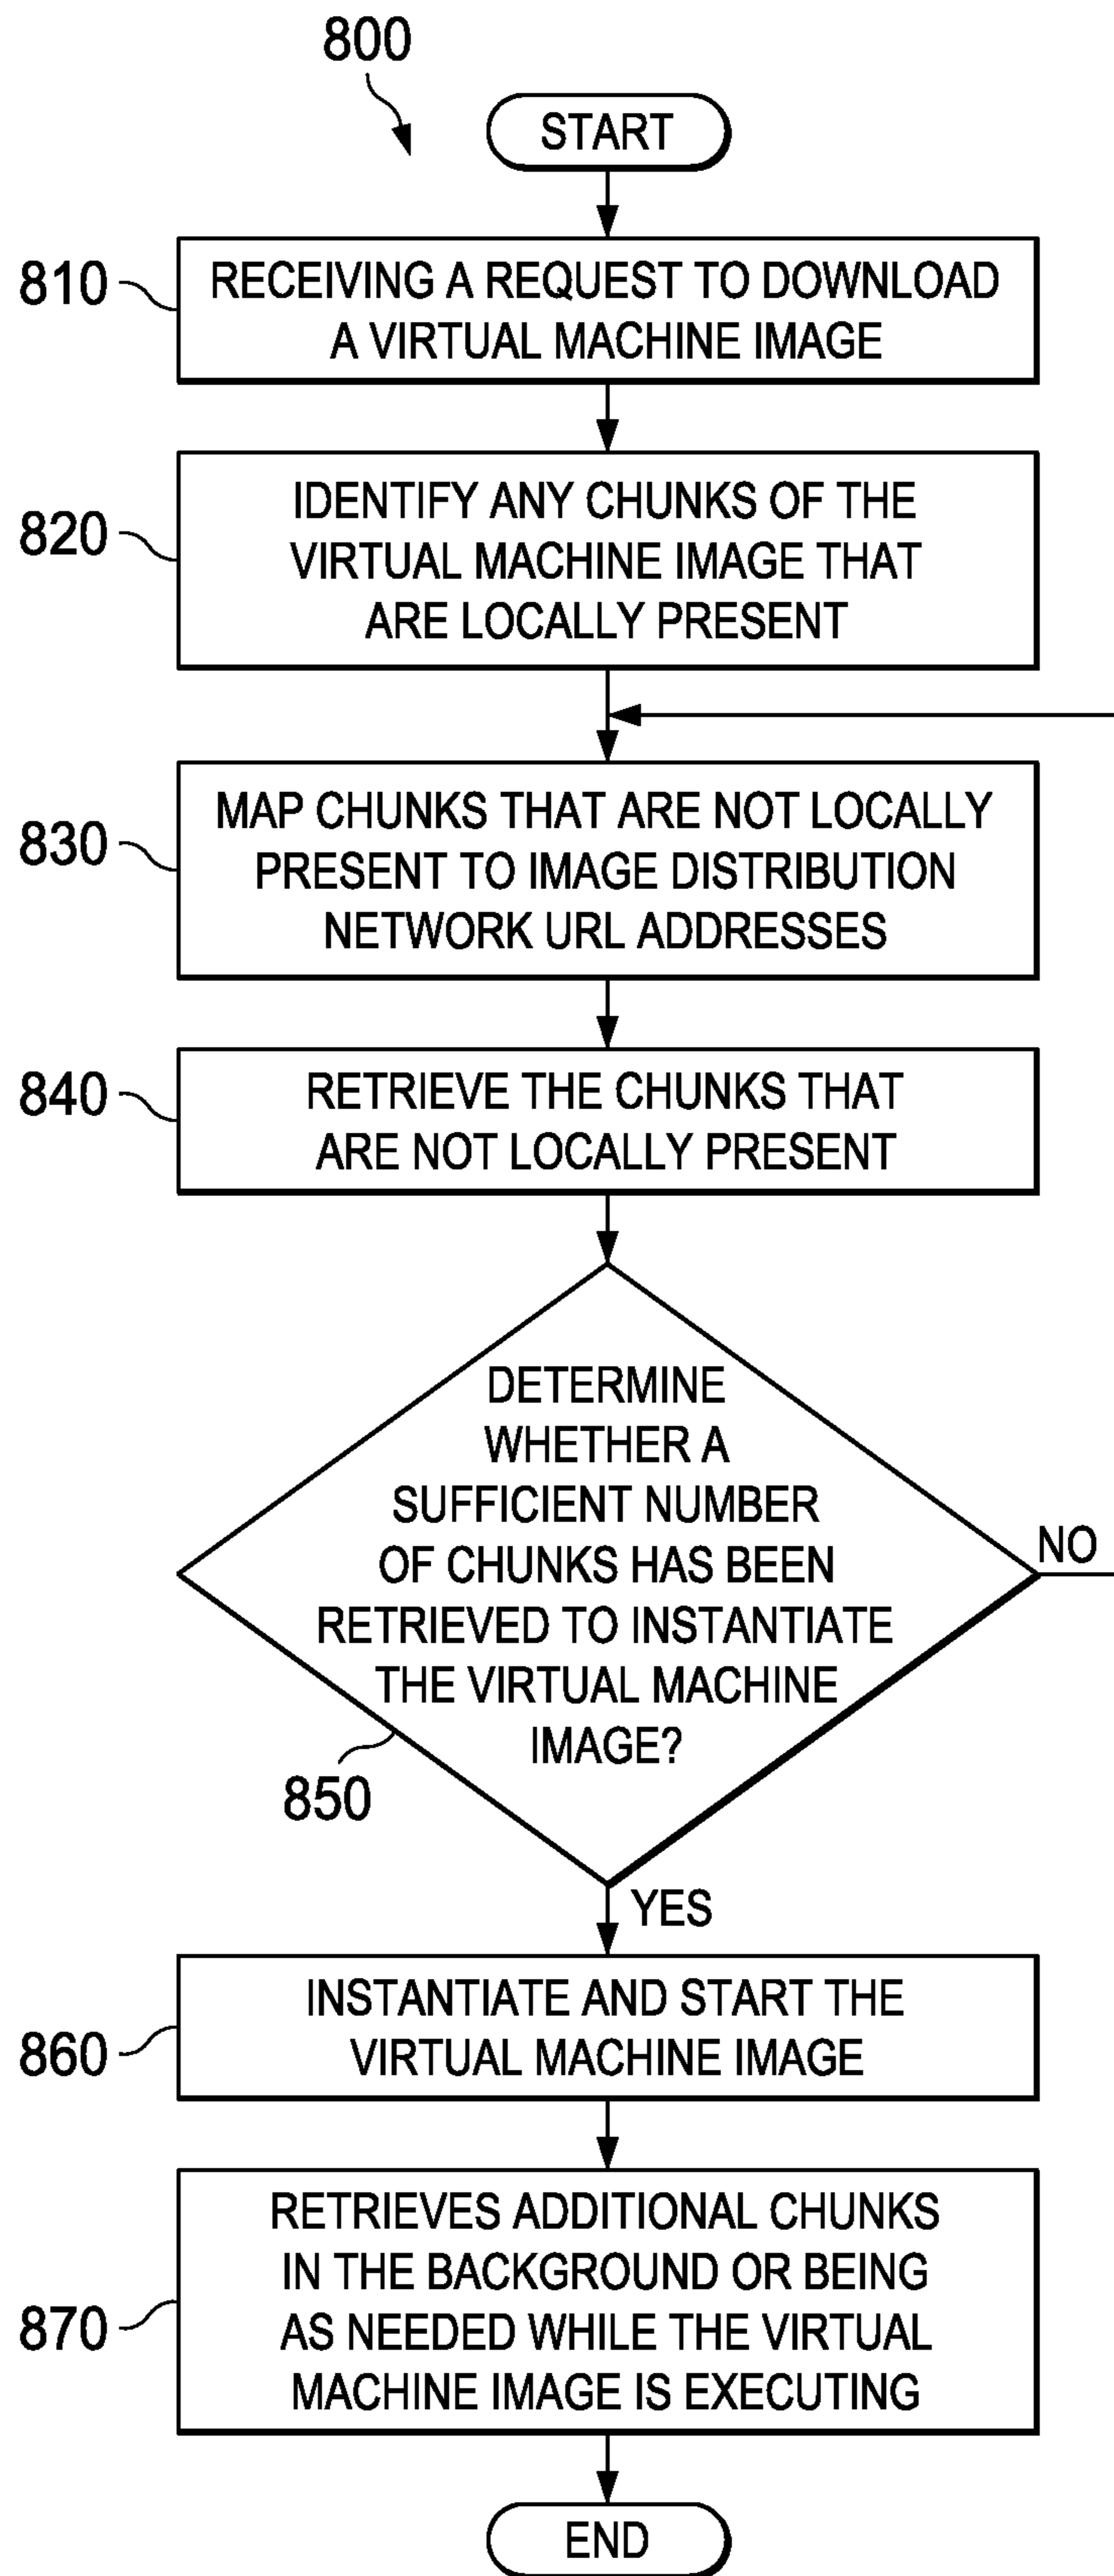 800
START
810
RECEIVING A REQUEST TO DOWNLOAD
A VIRTUAL MACHINE IMAGE
820
IDENTIFY ANY CHUNKS OF THE
VIRTUAL MACHINE IMAGE THAT
ARE LOCALLY PRESENT
830
MAP CHUNKS THAT ARE NOT LOCALLY
PRESENT TO IMAGE DISTRIBUTION
NETWORK URL ADDRESSES
840
RETRIEVE THE CHUNKS THAT
ARE NOT LOCALLY PRESENT
DETERMINE
WHETHER A
SUFFICIENT NUMBER
OF CHUNKS HAS BEEN
RETRIEVED TO INSTANTIATE
THE VIRTUAL MACHINE
IMAGE?
NO
850
YES
860
INSTANTIATE AND START THE
VIRTUAL MACHINE IMAGE
870
RETRIEVES ADDITIONAL CHUNKS
IN THE BACKGROUND OR BEING
AS NEEDED WHILE THE VIRTUAL
MACHINE IMAGE IS EXECUTING
END